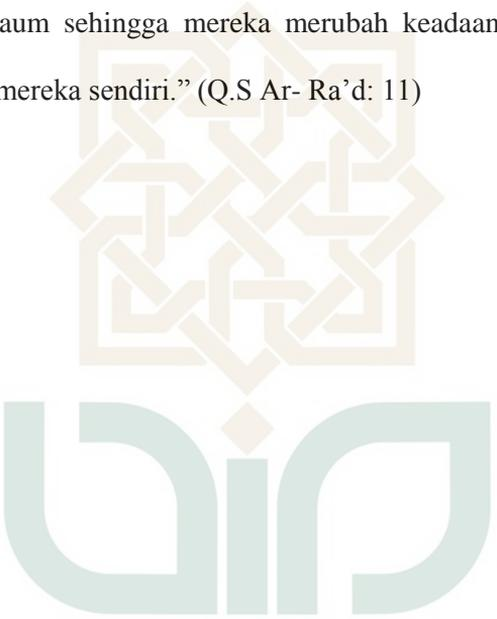 aum sehingga mereka merubah keadaan
mereka sendiri.” (Q.S Ar- Ra’d: 11)